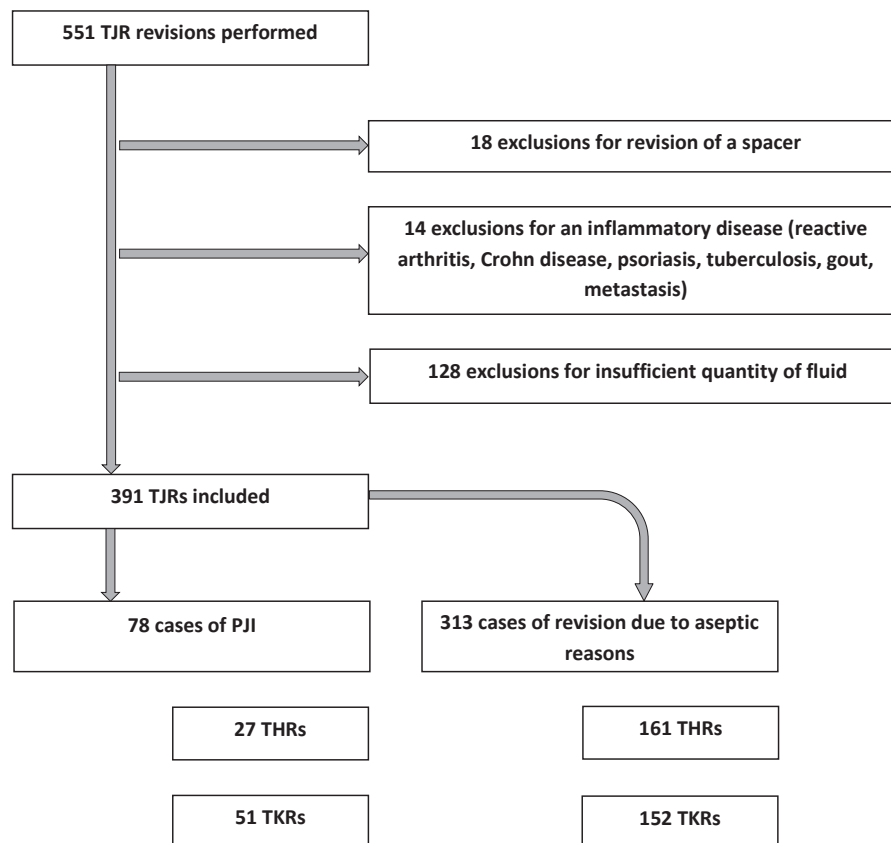 551 TJR revisions performed
18 exclusions for revision of a spacer
14 exclusions for an inflammatory disease (reactive
arthritis, Crohn disease, psoriasis, tuberculosis, gout,
metastasis)
128 exclusions for insufficient quantity of fluid
391 TJRs included
78 cases of PJI
313 cases of revision due to aseptic
reasons
27 THRs
161 THRs
51 TKRs
152 TKRs